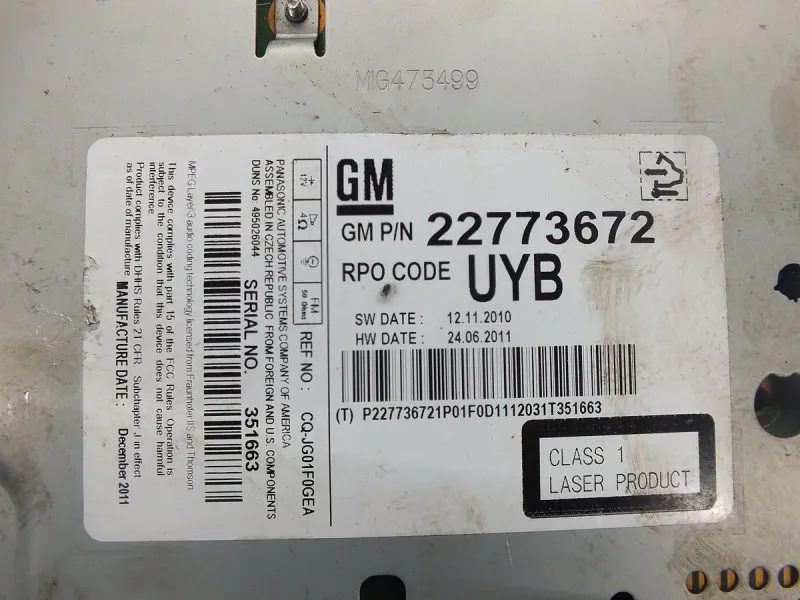 MIG475499
GM
GM P/N 22773672
RPO CODE UYB
SW DATE : 12.11.2010
HW DATE : 24.06.2011
(T) P227736721P01F0D1112031T351663
CLASS 1
LASER PRODUCT
12V
4Ω
FM
50 Ohms
REF NO : CQ-JG01F0GEA
PANASONIC AUTOMOTIVE SYSTEMS COMPANY OF AMERICA
ASSEMBLED IN CZECH REPUBLIC FROM FOREIGN AND U.S. COMPONENTS
DUNS No: 495026044
SERIAL NO. 351663
MPEG Layer-3 audio coding technology licensed from Fraunhofer IIS and Thomson
This device complies with part 15 of the FCC Rules. Operation is
subject to the condition that this device does not cause harmful
interference
Product complies with DHHS Rules 21 CFR Subchapter J in effect
as of date of manufacture MANUFACTURE DATE : December 2011